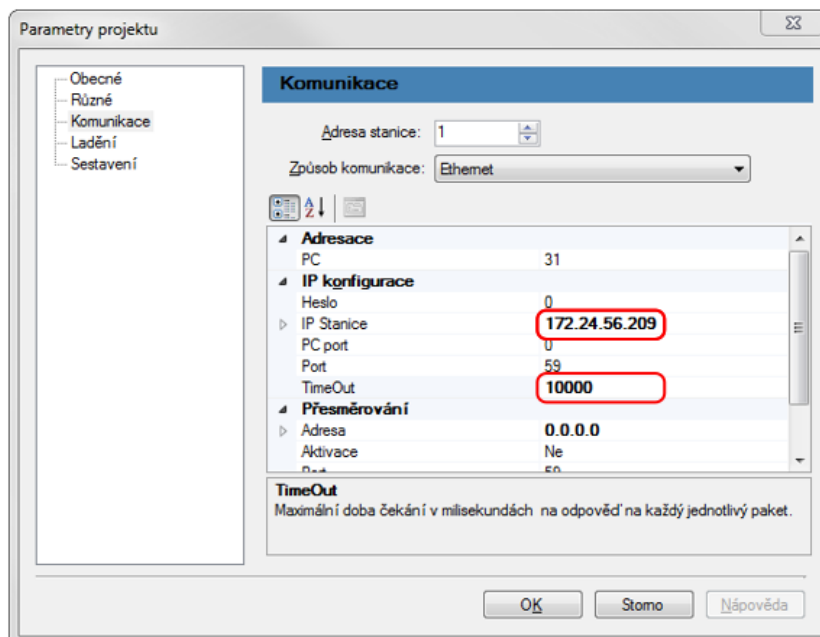 Parametry projektu
Obecné
Různé
Komunikace
Ladění
Sestavení
Komunikace
Adresa stanice: 1
Způsob komunikace: Ethernet
Adresace
PC 31
IP konfigurace
Heslo 0
IP Stanice 172.24.56.209
PC port 0
Port 59
TimeOut 10000
Přesměrování
Adresa 0.0.0.0
Aktivace Ne
Port 59
TimeOut
Maximální doba čekání v milisekundách na odpověď na každý jednotlivý paket.
OK Storno Nápověda